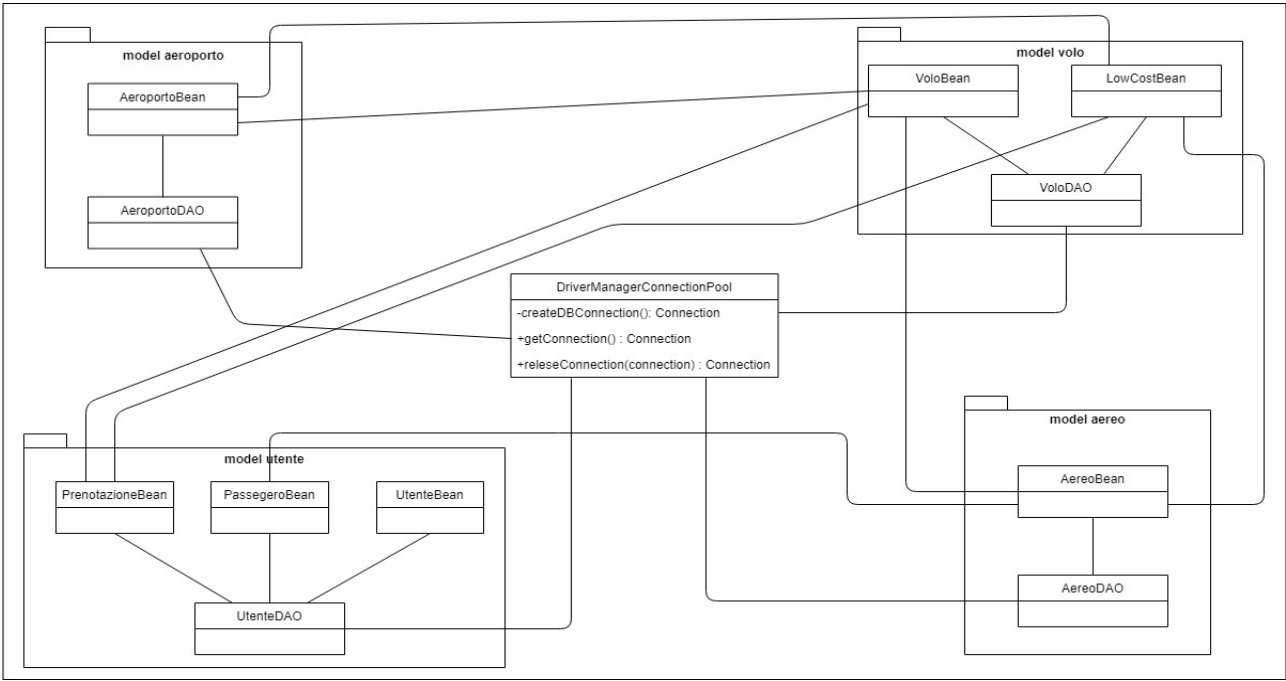 model aeroporto
AeroportoBean
AeroportoDAO
model volo
VoloBean
LowCostBean
VoloDAO
DriverManagerConnectionPool
-createDBConnection(): Connection
+getConnection() : Connection
+releseConnection(connection) : Connection
model utente
PrenotazioneBean
PassegeroBean
UtenteBean
UtenteDAO
model aereo
AereoBean
AereoDAO